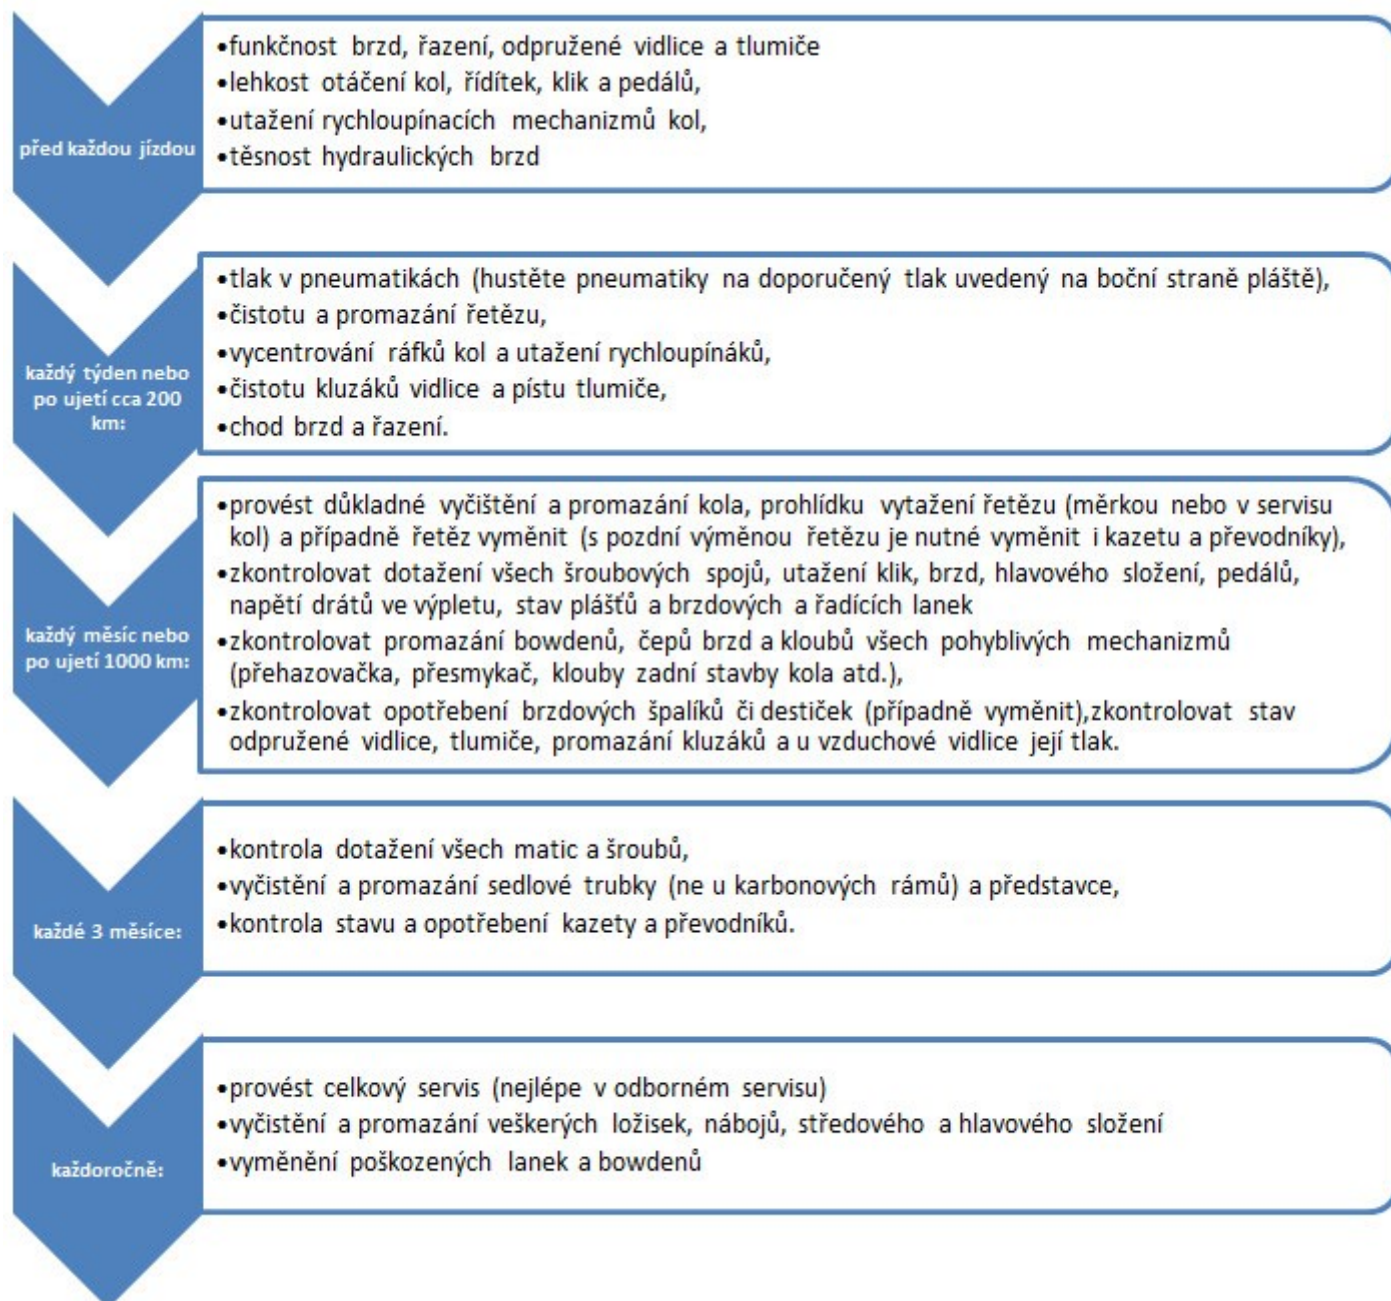 před každou jízdou
•funkčnost brzd, řazení, odpružené vidlice a tlumiče
•lehkost otáčení kol, řídítek, klik a pedálů,
•utažení rychloupínacích mechanizmů kol,
•těsnost hydraulických brzd
každý týden nebo
po ujetí cca 200
km:
•tlak v pneumatikách (hustěte pneumatiky na doporučený tlak uvedený na boční straně pláště),
•čistotu a promazání řetězu,
•vycentrování ráfků kol a utažení rychloupínáků,
•čistotu kluzáků vidlice a pístu tlumiče,
•chod brzd a řazení.
každý měsíc nebo
po ujetí 1000 km:
•provést důkladné vyčištění a promazání kola, prohlídku vytažení řetězu (měrkou nebo v servisu
kol) a případně řetěz vyměnit (s pozdní výměnou řetězu je nutné vyměnit i kazetu a převodníky),
•zkontrolovat dotažení všech šroubových spojů, utažení klik, brzd, hlavového složení, pedálů,
napětí drátů ve výpletu, stav plášťů a brzdových a řadících lanek
•zkontrolovat promazání bowdenů, čepů brzd a kloubů všech pohyblivých mechanizmů
(přehazovačka, přesmykač, klouby zadní stavby kola atd.),
•zkontrolovat opotřebení brzdových špalíků či destiček (případně vyměnit),zkontrolovat stav
odpružené vidlice, tlumiče, promazání kluzáků a u vzduchové vidlice její tlak.
každé 3 měsíce:
•kontrola dotažení všech matic a šroubů,
•vyčistění a promazání sedlové trubky (ne u karbonových rámů) a představce,
•kontrola stavu a opotřebení kazety a převodníků.
každoročně:
•provést celkový servis (nejlépe v odborném servisu)
•vyčistění a promazání veškerých ložisek, nábojů, středového a hlavového složení
•vyměnění poškozených lanek a bowdenů